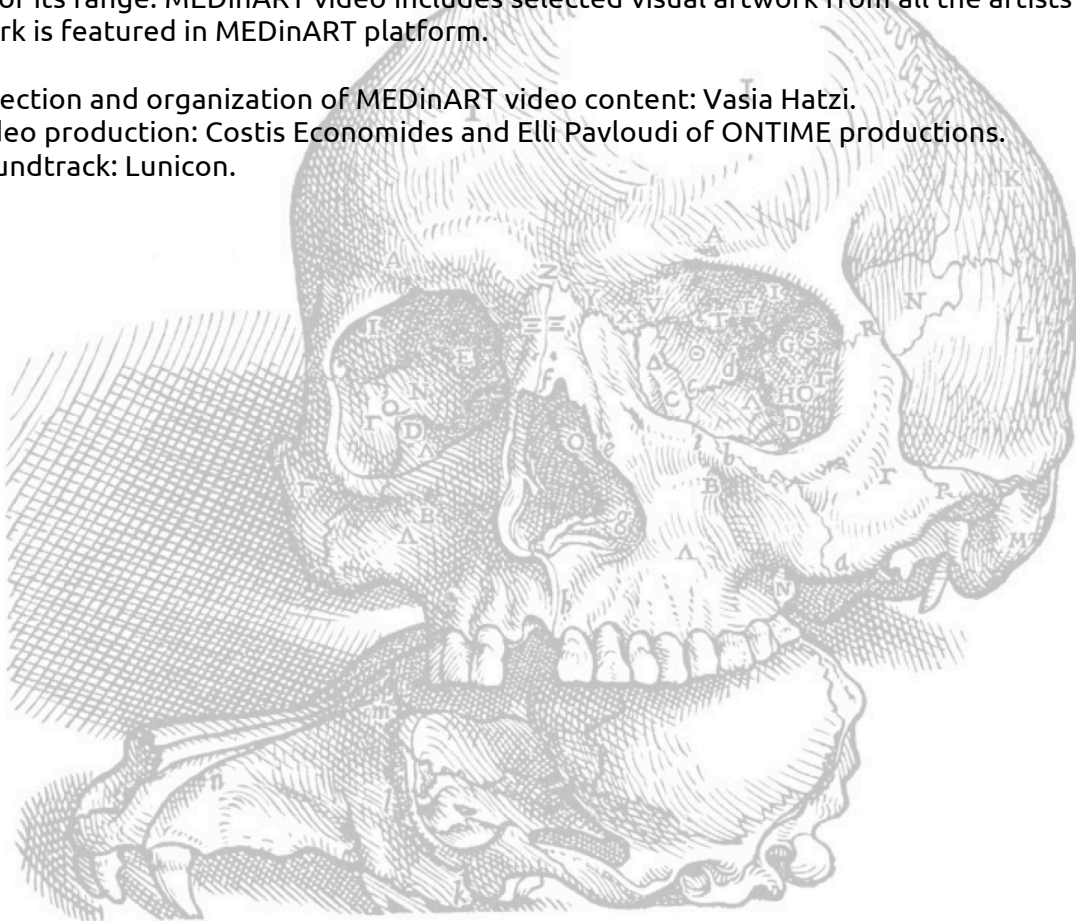 or its range. MEDinART video includes selected visual artwork from all the artists
rk is featured in MEDinART platform.
ection and organization of MEDinART video content: Vasia Hatzi.
deo production: Costis Economides and Elli Pavloudi of ONTIME productions.
undtrack: Lunicon.